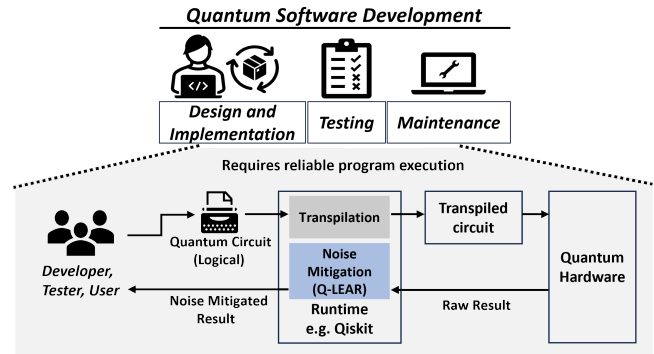 Quantum Software Development
</>
Design and
Implementation
Testing
Maintenance
Requires reliable program execution
Developer,
Tester, User
Quantum Circuit
(Logical)
Transpilation
Noise
Mitigation
(Q-LEAR)
Runtime
e.g. Qiskit
Transpiled
circuit
Quantum
Hardware
Noise Mitigated
Result
Raw Result